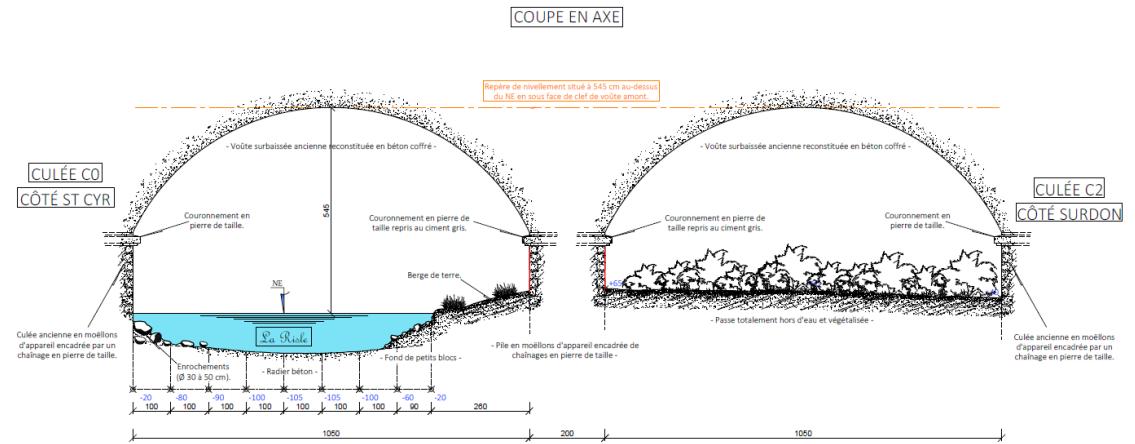 COUPE EN AXE
Repère de nivellement situé à 545 cm au-dessus
du NE en sous face de clef de voûte amont.
- Voûte surbaissée ancienne reconstituée en béton coffré -
- Voûte surbaissée ancienne reconstituée en béton coffré -
CULÉE C0
CÔTÉ ST CYR
CULÉE C2
CÔTÉ SURDON
545
Couronnement en
pierre de taille.
Couronnement en pierre de
taille repris au ciment gris.
Couronnement en pierre de
taille repris au ciment gris.
Couronnement en
pierre de taille.
NE
Berge de terre.
+65
La Risle
- Passe totalement hors d'eau et végétalisée -
Culée ancienne en moëllons
d'appareil encadrée par un
chaînage en pierre de taille.
Culée ancienne en moëllons
d'appareil encadrée par un
chaînage en pierre de taille.
- Pile en moëllons d'appareil encadrée de
chaînages en pierre de taille -
- Fond de petits blocs -
Enrochements
(Ø 30 à 50 cm).
- Radier béton -
-20 -80 -90 -100 -105 -105 -100 -60 -20
100 100 100 100 100 100 100 90 260
1050 200 1050